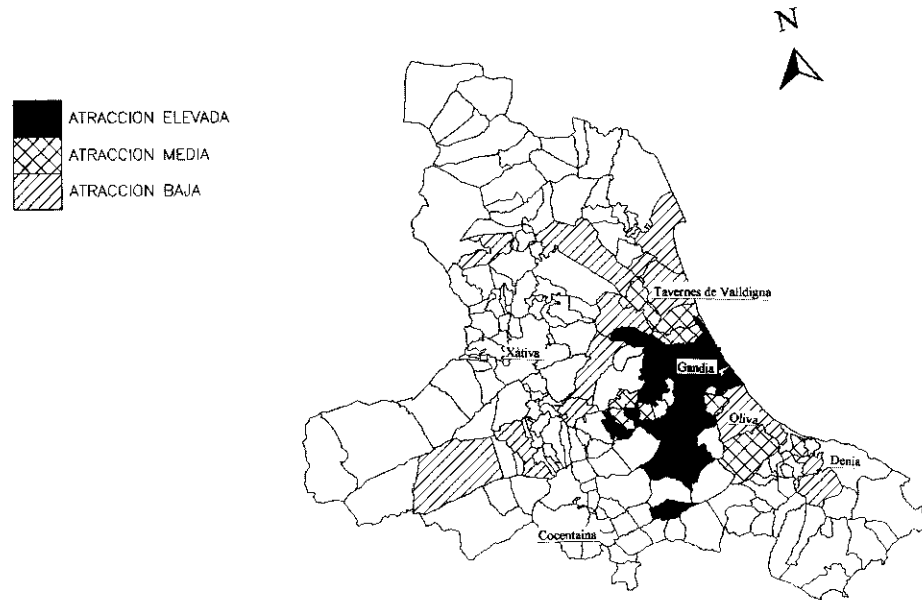 N
ATRACCION ELEVADA
ATRACCION MEDIA
ATRACCION BAJA
Tavernes de Valldigna
Xàtiva
Gandia
Oliva
Denia
Cocentaina